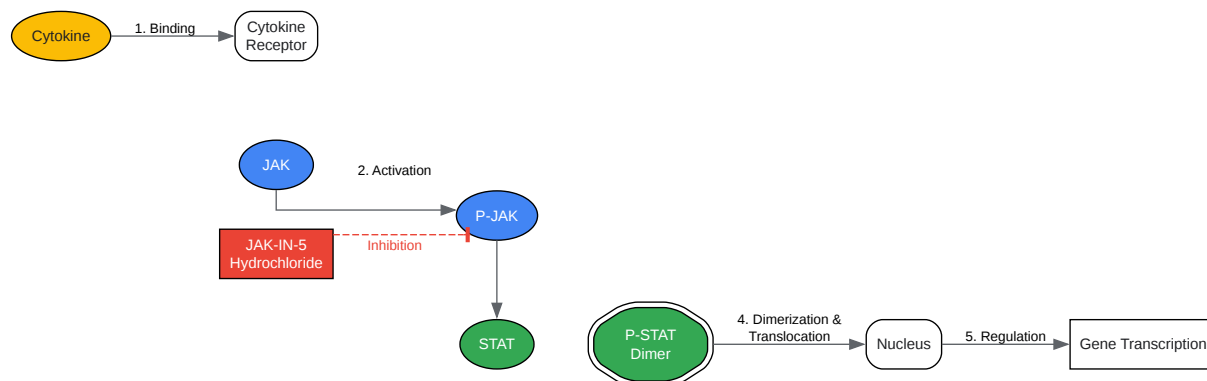 Cytokine
1. Binding
Cytokine
Receptor
JAK
2. Activation
P-JAK
JAK-IN-5
Hydrochloride
Inhibition
STAT
P-STAT
Dimer
4. Dimerization &
Translocation
Nucleus
5. Regulation
Gene Transcription